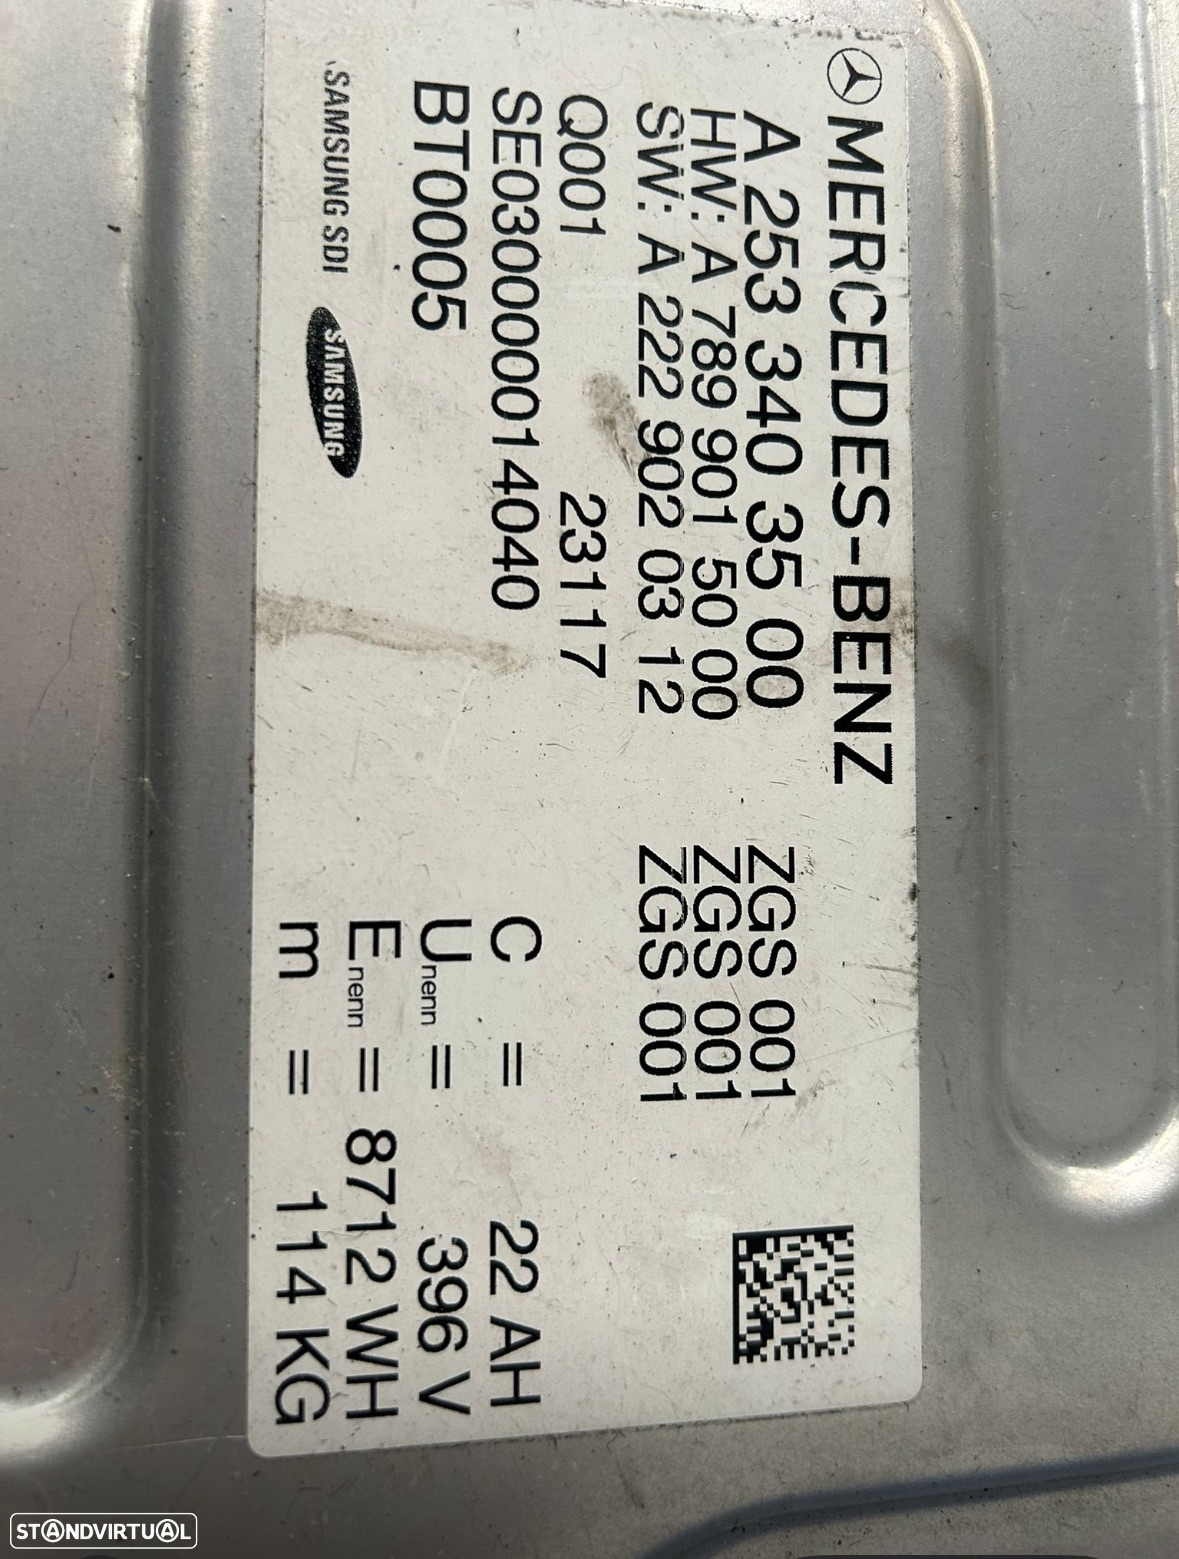 MERCEDES-BENZ
A 253 340 35 00 ZGS 001
HW: A 789 901 50 00 ZGS 001
SW: A 222 902 03 12 ZGS 001
Q001 23117
SE03000014040 C = 22 AH
BT0005 Unenn = 396 V
Enenn = 8712 WH
SAMSUNG SDI SAMSUNG m = 114 KG
STANDVIRTUAL